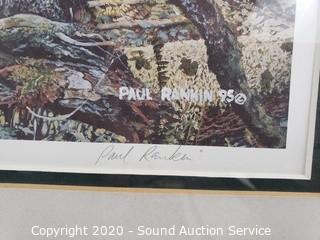 PAUL RANKIN 95©
Paul Rankin
Copyright 2020 - Sound Auction Service